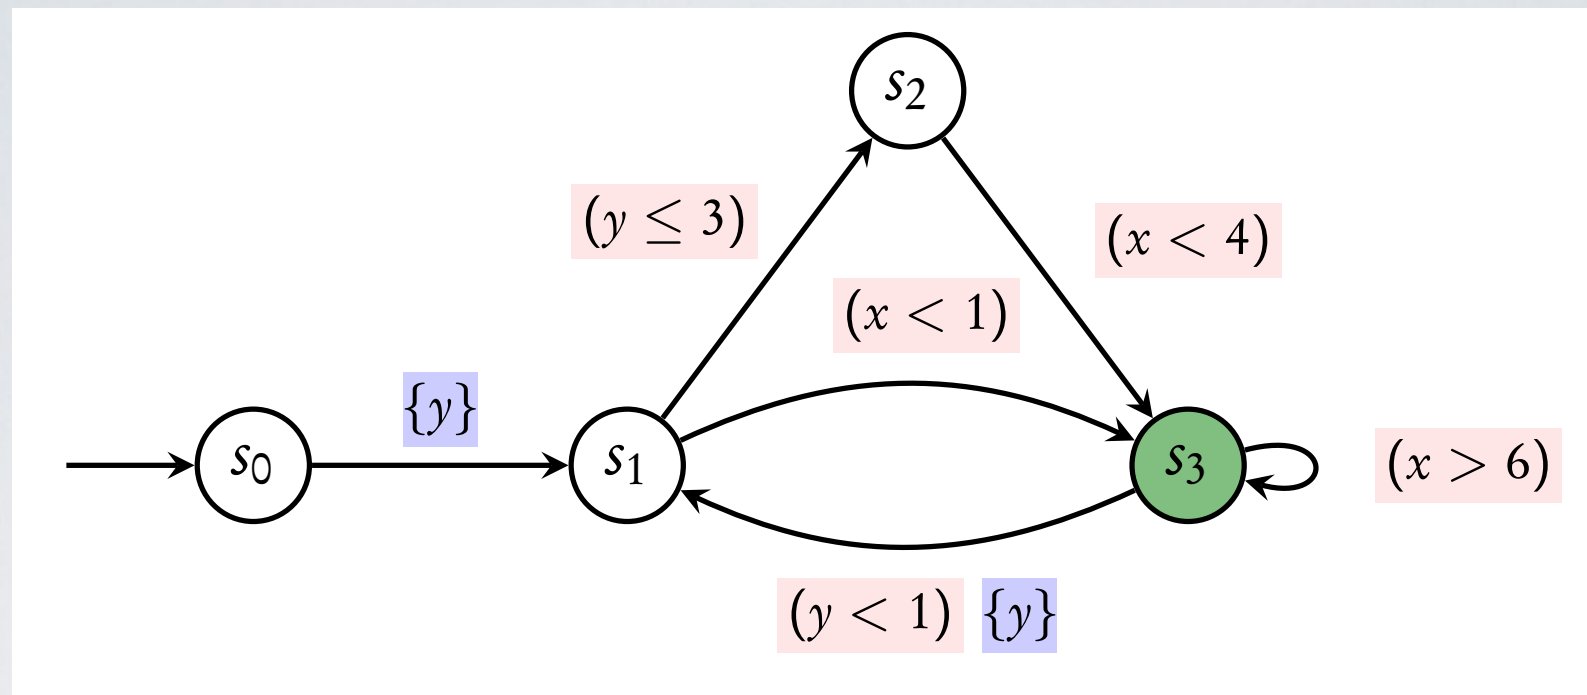 s₂
(y ≤ 3)
(x < 4)
(x < 1)
{y}
s₀
s₁
s₃
(x > 6)
(y < 1) {y}